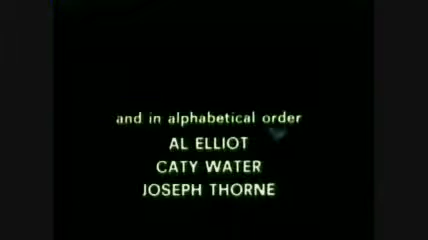 and in alphabetical order
AL ELLIOT
CATY WATER
JOSEPH THORNE